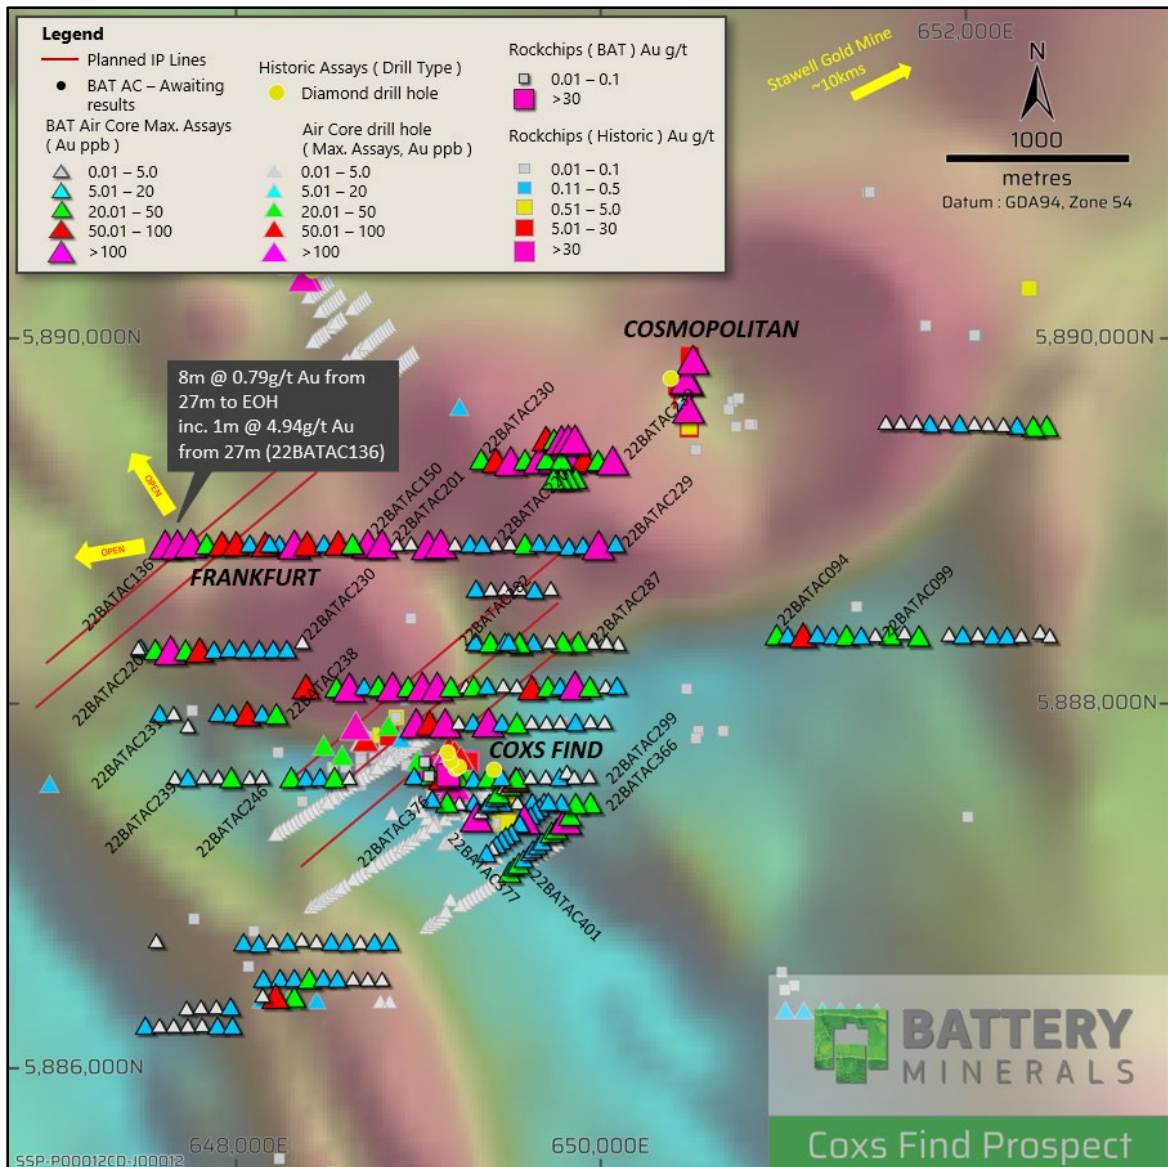 Legend
Planned IP Lines
BAT AC – Awaiting
results
BAT Air Core Max. Assays
( Au ppb )
0.01 – 5.0
5.01 – 20
20.01 – 50
50.01 – 100
>100
Historic Assays ( Drill Type )
Diamond drill hole
Air Core drill hole
(Max. Assays, Au ppb )
0.01 – 5.0
5.01 – 20
20.01 – 50
50.01 – 100
>100
Rockchips ( BAT ) Au g/t
0.01 – 0.1
>30
Rockchips ( Historic ) Au g/t
0.01 – 0.1
0.11 – 0.5
0.51 – 5.0
5.01 – 30
>30
652,000E
Stawell Gold Mine
~10kms
N
1000
metres
Datum : GDA94, Zone 54
5,890,000N
5,890,000N
COSMOPOLITAN
8m @ 0.79g/t Au from
27m to EOH
inc. 1m @ 4.94g/t Au
from 27m (22BATAC136)
22BATAC230
OPEN
OPEN
22BATAC150
22BATAC201
22BATAC229
22BATAC136
FRANKFURT
22BATAC230
22BATAC287
22BATAC094
22BATAC099
22BATAC220
22BATAC238
5,888,000N
22BATAC231
COXS FIND
22BATAC299
22BATAC366
22BATAC239
22BATAC246
22BATAC376
22BATAC377
22BATAC401
5,886,000N
648,000E
650,000E
BATTERY
MINERALS
Coxs Find Prospect
SSP-P00012CD-J00012